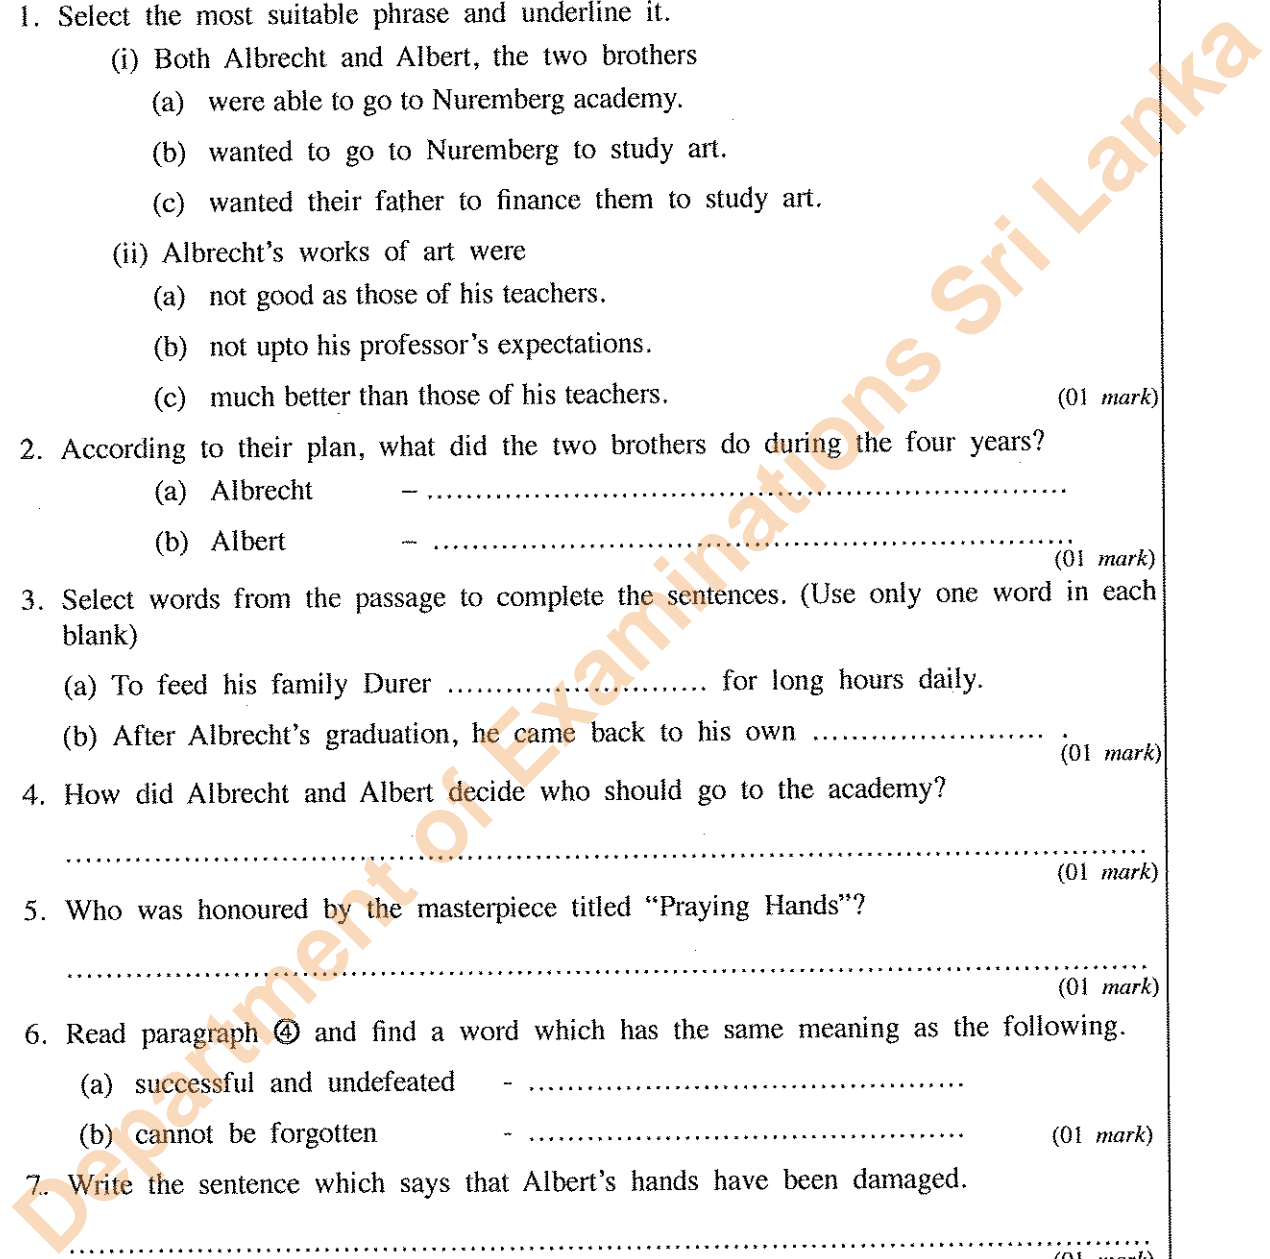 1. Select the most suitable phrase and underline it.
(i) Both Albrecht and Albert, the two brothers
(a) were able to go to Nuremberg academy.
(b) wanted to go to Nuremberg to study art.
(c) wanted their father to finance them to study art.
(ii) Albrecht's works of art were
(a) not good as those of his teachers.
(b) not upto his professor's expectations.
(c) much better than those of his teachers.
(01 mark)
2. According to their plan, what did the two brothers do during the four years?
(a) Albrecht – ................................................................
(b) Albert – ................................................................
(01 mark)
3. Select words from the passage to complete the sentences. (Use only one word in each
blank)
(a) To feed his family Durer ........................... for long hours daily.
(b) After Albrecht's graduation, he came back to his own ........................ .
(01 mark)
4. How did Albrecht and Albert decide who should go to the academy?
................................................................................................................
(01 mark)
5. Who was honoured by the masterpiece titled "Praying Hands"?
................................................................................................................
(01 mark)
6. Read paragraph ④ and find a word which has the same meaning as the following.
(a) successful and undefeated - .............................................
(b) cannot be forgotten - .............................................
(01 mark)
7. Write the sentence which says that Albert's hands have been damaged.
................................................................................................................
(01 mark)
Department of Examinations Sri Lanka